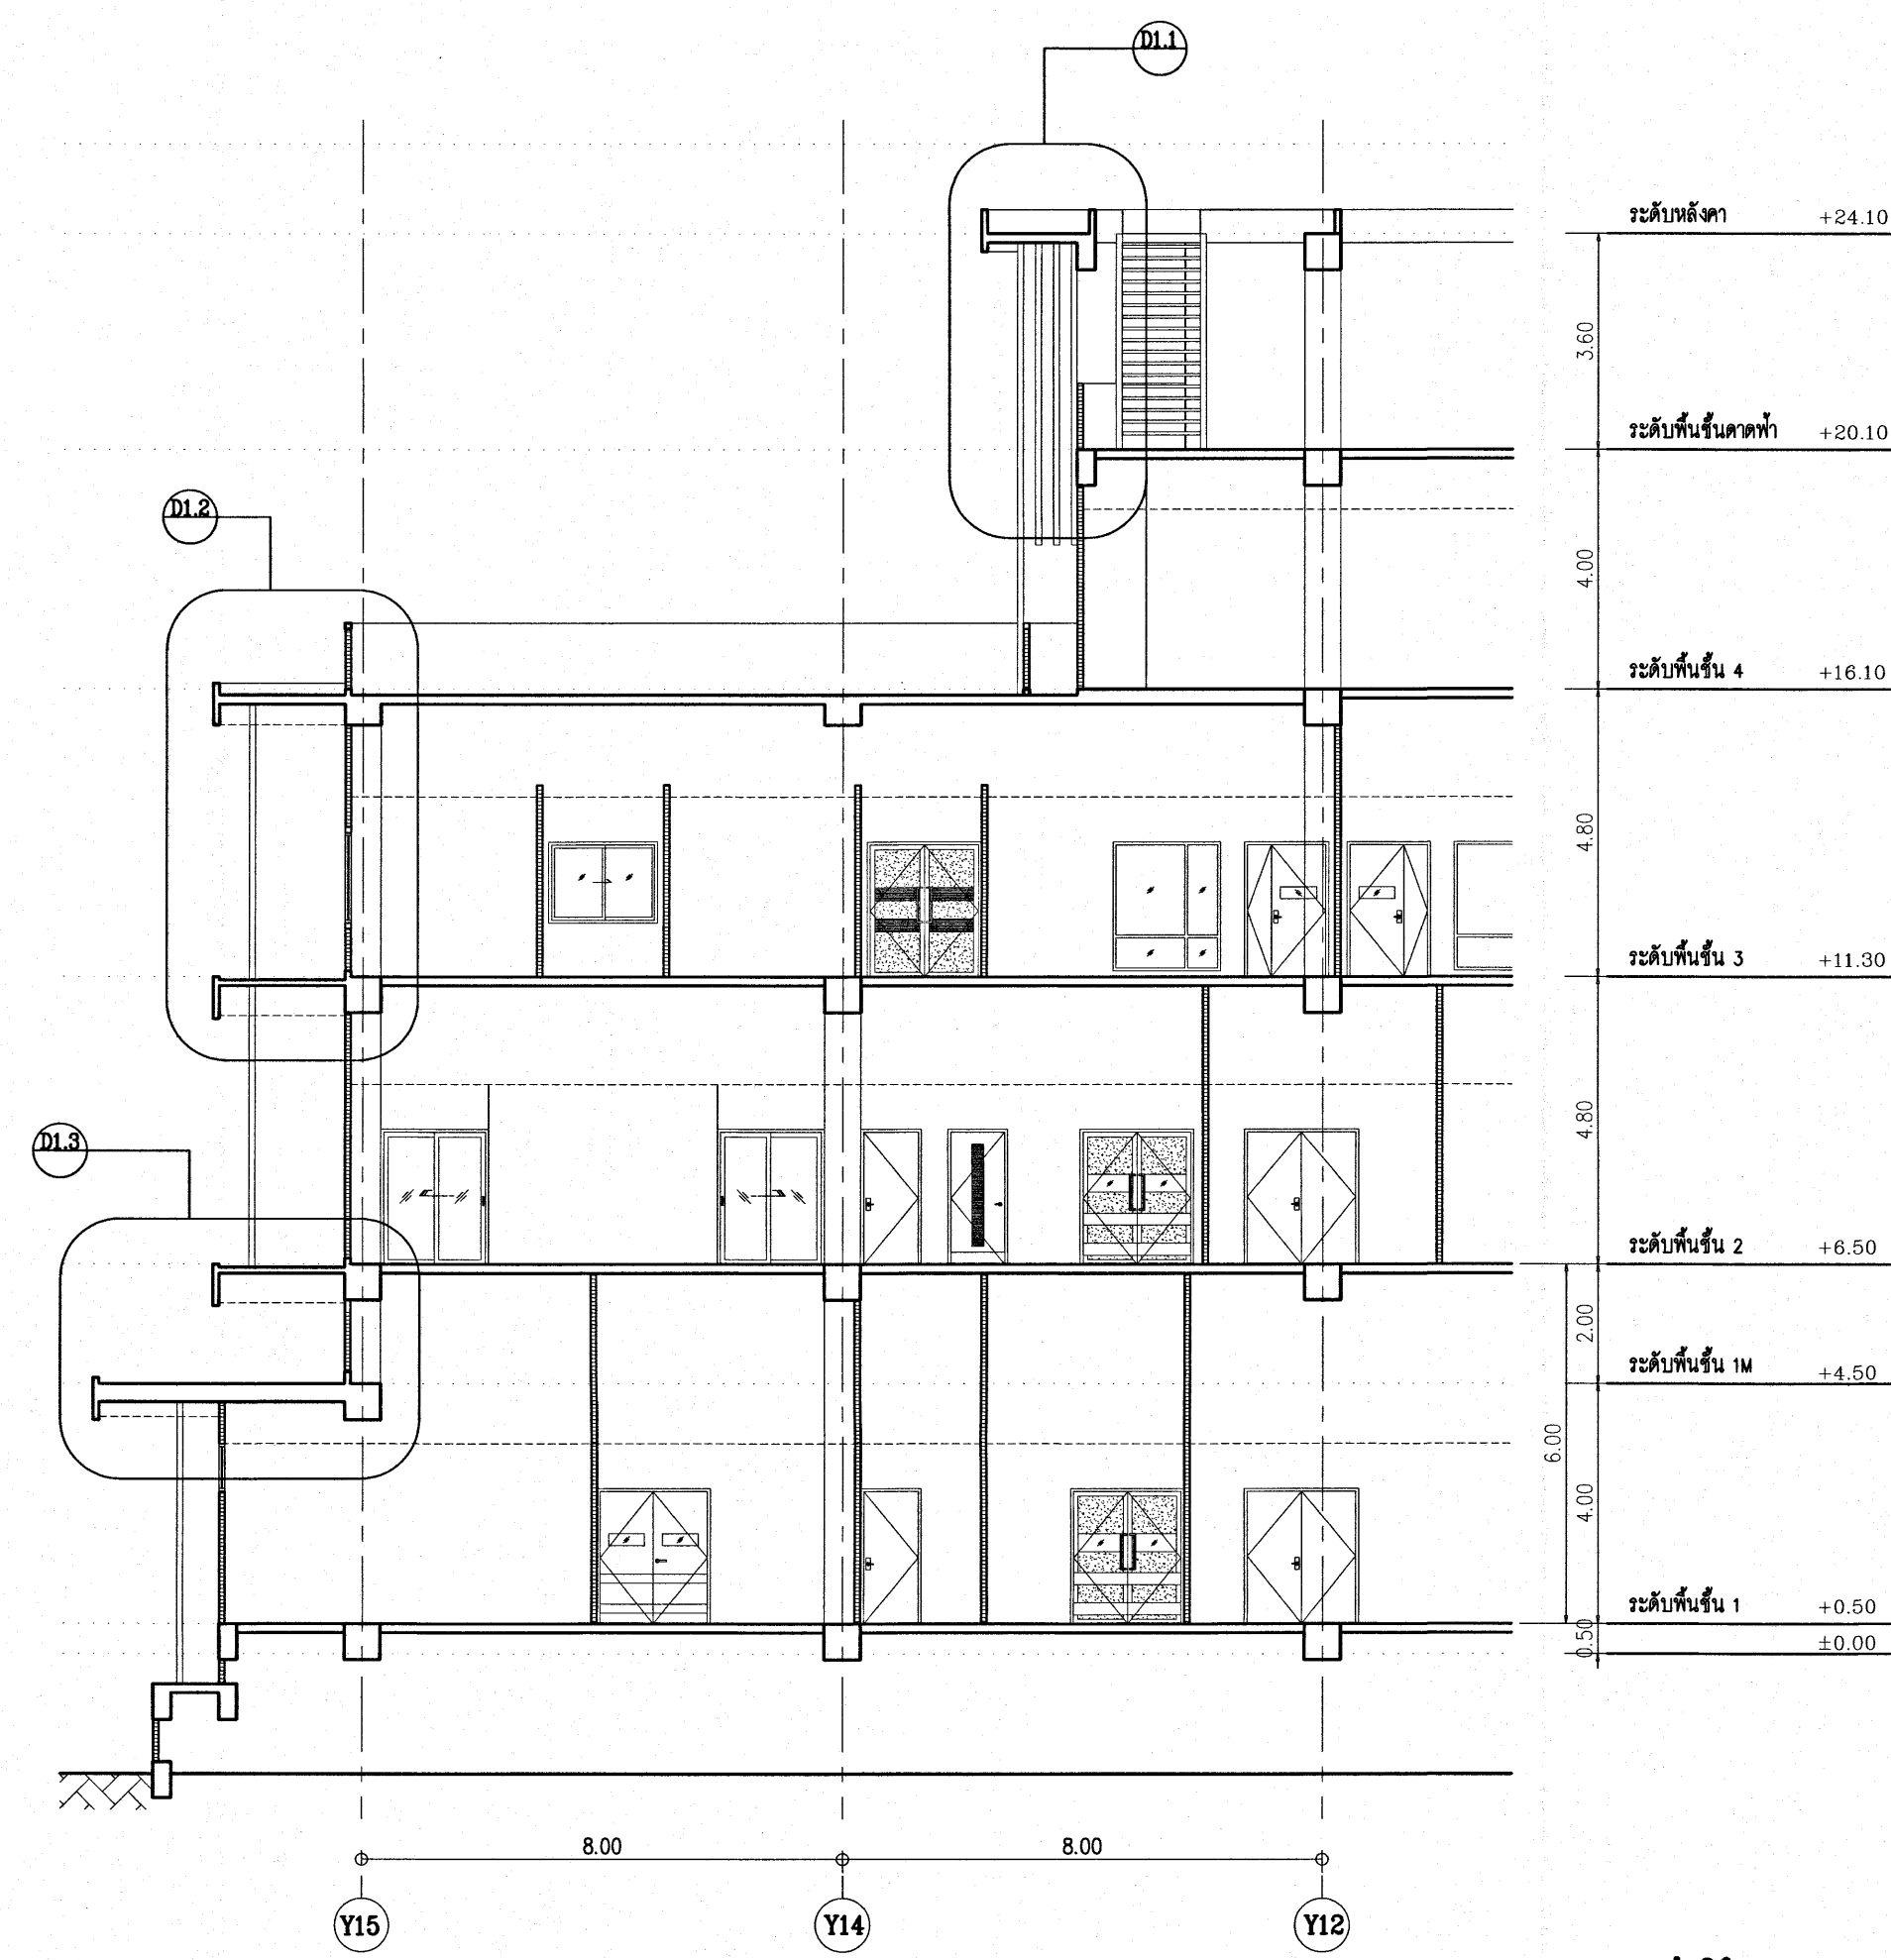 D1.1
ระดับหลังคา +24.10
3.60
ระดับพื้นชั้นดาดฟ้า +20.10
D1.2
4.00
ระดับพื้นชั้น 4 +16.10
4.80
ระดับพื้นชั้น 3 +11.30
4.80
D1.3
ระดับพื้นชั้น 2 +6.50
2.00
ระดับพื้นชั้น 1M +4.50
6.00
4.00
ระดับพื้นชั้น 1 +0.50
0.50
±0.00
8.00 8.00
Y15 Y14 Y12